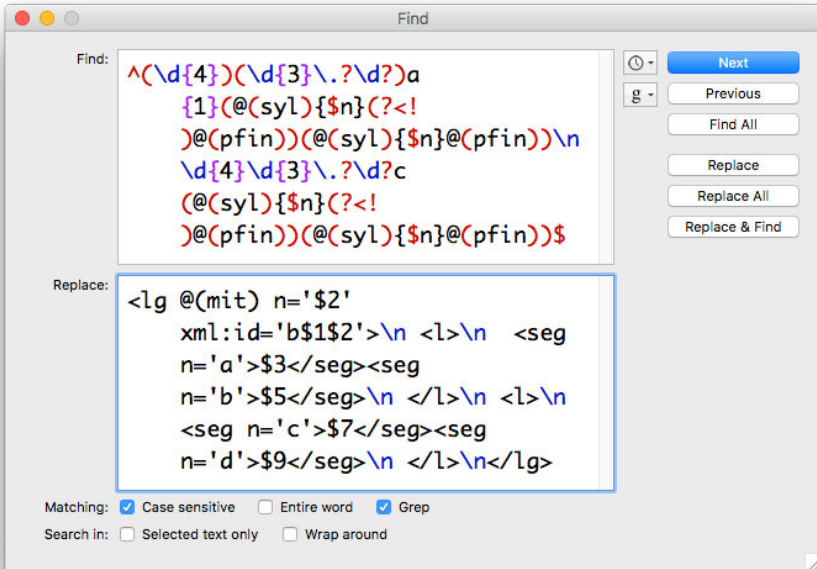 Find
Find:
^(\d{4})(\d{3}\.?\d?)a
{1}(@(syl){$n}(?<!
)@(pfin))(@(syl){$n}@(pfin))\n
\d{4}\d{3}\.?\d?c
(@(syl){$n}(?<!
)@(pfin))(@(syl){$n}@(pfin))$
g
Next
Previous
Find All
Replace
Replace All
Replace & Find
Replace:
<lg @(mit) n='$2'
xml:id='b$1$2'>\n <l>\n  <seg
n='a'>$3</seg><seg
n='b'>$5</seg>\n </l>\n <l>\n
<seg n='c'>$7</seg><seg
n='d'>$9</seg>\n </l>\n</lg>
Matching: Case sensitive Entire word Grep
Search in: Selected text only Wrap around